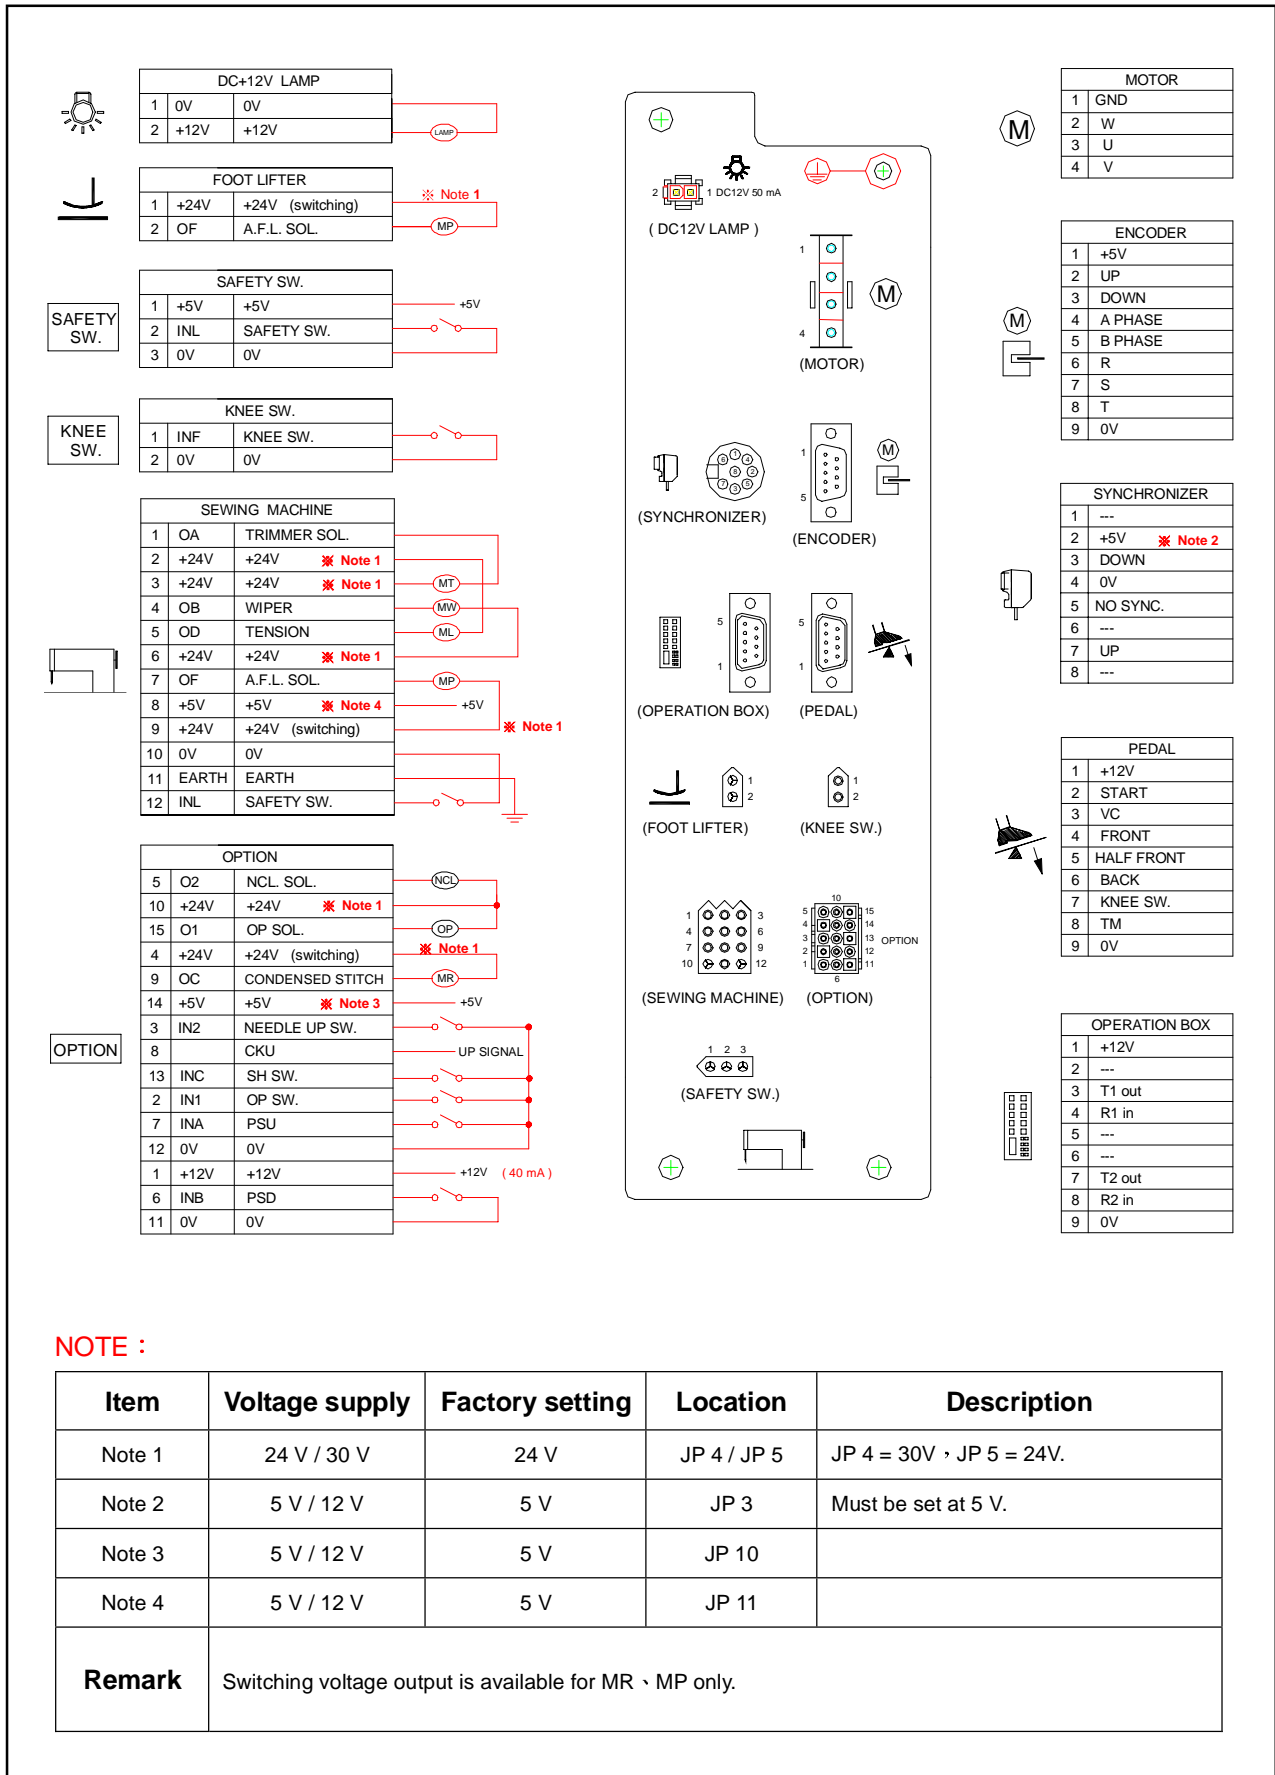 DC+12V LAMP
1 0V 0V
2 +12V +12V
LAMP
FOOT LIFTER
※ Note 1
1 +24V +24V (switching)
2 OF A.F.L. SOL.
MP
SAFETY SW.
SAFETY SW.
1 +5V +5V
+5V
2 INL SAFETY SW.
3 0V 0V
KNEE SW.
KNEE SW.
1 INF KNEE SW.
2 0V 0V
SEWING MACHINE
1 OA TRIMMER SOL.
2 +24V +24V ※ Note 1
3 +24V +24V ※ Note 1
MT
4 OB WIPER
MW
5 OD TENSION
ML
6 +24V +24V ※ Note 1
7 OF A.F.L. SOL.
MP
8 +5V +5V ※ Note 4
+5V
9 +24V +24V (switching)
※ Note 1
10 0V 0V
11 EARTH EARTH
12 INL SAFETY SW.
OPTION
OPTION
5 O2 NCL. SOL.
NCL
10 +24V +24V ※ Note 1
15 O1 OP SOL.
OP
4 +24V +24V (switching)
※ Note 1
9 OC CONDENSED STITCH
MR
14 +5V +5V ※ Note 3
+5V
3 IN2 NEEDLE UP SW.
8 CKU
UP SIGNAL
13 INC SH SW.
2 IN1 OP SW.
7 INA PSU
12 0V 0V
1 +12V +12V
+12V ( 40 mA )
6 INB PSD
11 0V 0V
2 1 DC12V 50 mA
( DC12V LAMP )
1
4
M
(MOTOR)
6 1 4
8 2
7 3 5
(SYNCHRONIZER)
1
5
M
(ENCODER)
5
1
(OPERATION BOX)
5
1
(PEDAL)
1
2
(FOOT LIFTER)
1
2
(KNEE SW.)
1 3
4 6
7 9
10 12
(SEWING MACHINE)
10
5 15
4 14
3 13 OPTION
2 12
1 11
6
(OPTION)
1 2 3
(SAFETY SW.)
M
MOTOR
1 GND
2 W
3 U
4 V
M
ENCODER
1 +5V
2 UP
3 DOWN
4 A PHASE
5 B PHASE
6 R
7 S
8 T
9 0V
SYNCHRONIZER
1 ---
2 +5V ※ Note 2
3 DOWN
4 0V
5 NO SYNC.
6 ---
7 UP
8 ---
PEDAL
1 +12V
2 START
3 VC
4 FRONT
5 HALF FRONT
6 BACK
7 KNEE SW.
8 TM
9 0V
OPERATION BOX
1 +12V
2 ---
3 T1 out
4 R1 in
5 ---
6 ---
7 T2 out
8 R2 in
9 0V
NOTE：
Item Voltage supply Factory setting Location Description
Note 1 24 V / 30 V 24 V JP 4 / JP 5 JP 4 = 30V，JP 5 = 24V.
Note 2 5 V / 12 V 5 V JP 3 Must be set at 5 V.
Note 3 5 V / 12 V 5 V JP 10
Note 4 5 V / 12 V 5 V JP 11
Remark Switching voltage output is available for MR、MP only.